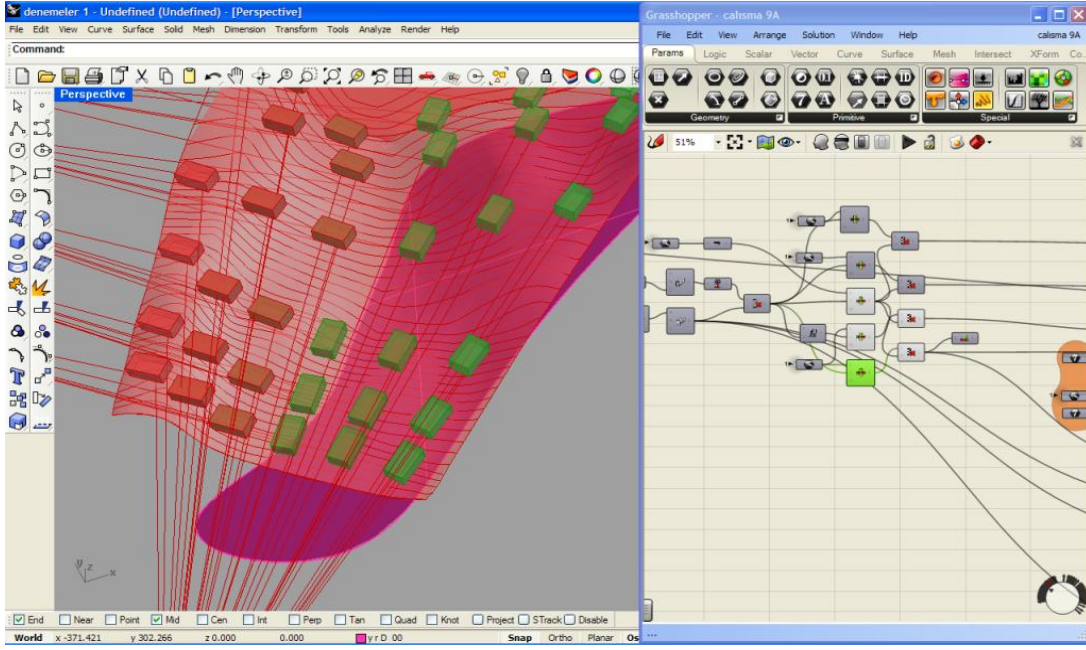 denemeler 1 - Undefined (Undefined) - [Perspective]
File Edit View Curve Surface Solid Mesh Dimension Transform Tools Analyze Render Help
Command:
Perspective
y z x
End Near Point Mid Cen Int Perp Tan Quad Knot Project STrack Disable
World x -371.421 y 302.266 z 0.000 0.000 y r D 00 Snap Ortho Planar Os
Grasshopper - calisma 9A
File Edit View Arrange Solution Window Help calisma 9A
Params Logic Scalar Vector Curve Surface Mesh Intersect XForm Co..
Geometry Primitive Special
51%
...